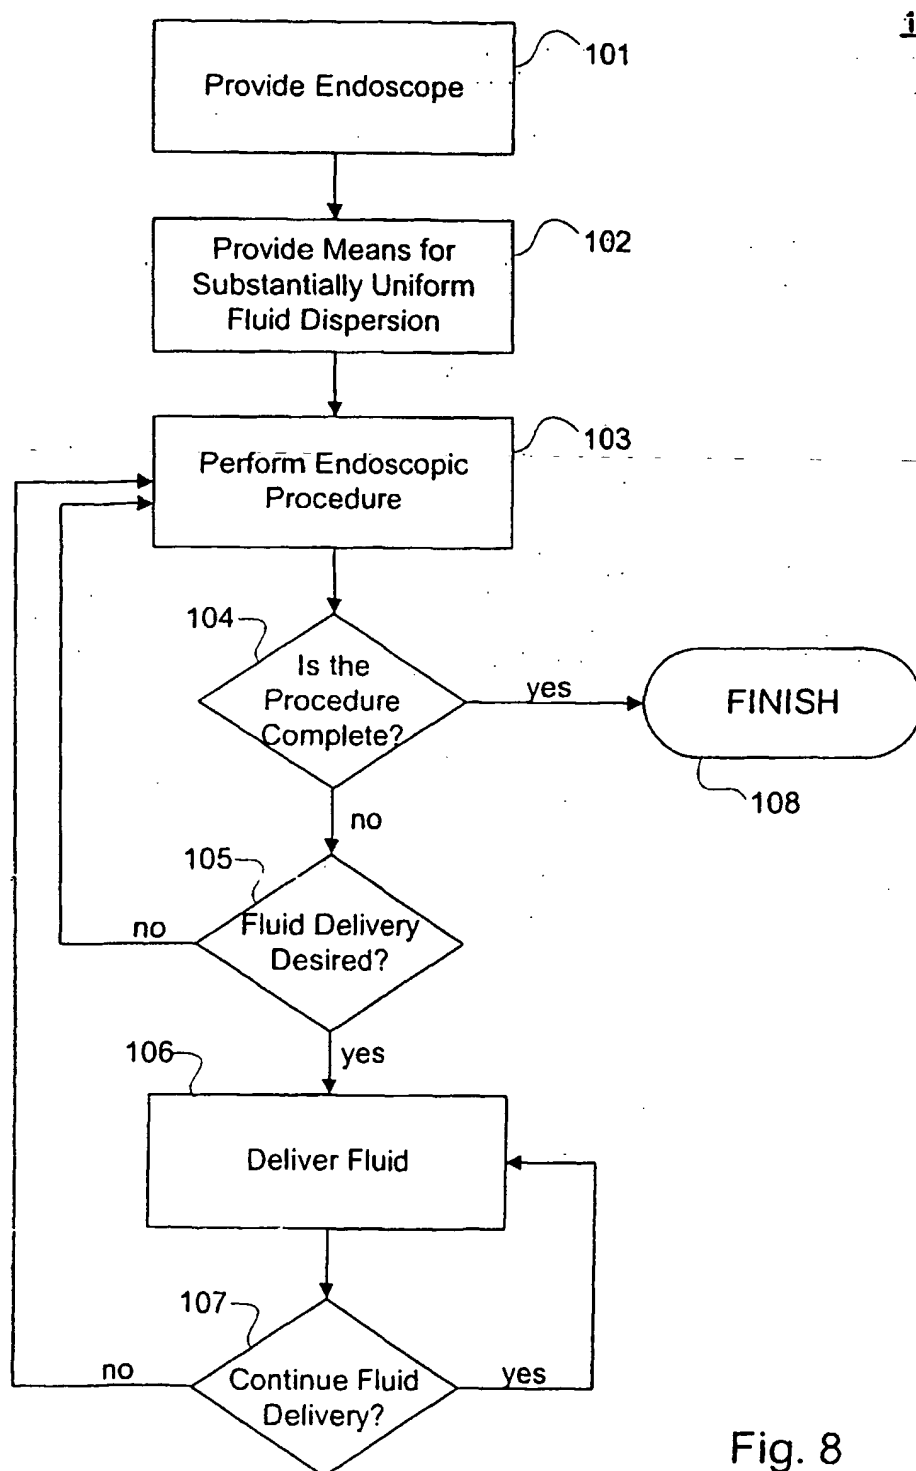 101
Provide Endoscope
102
Provide Means for
Substantially Uniform
Fluid Dispersion
103
Perform Endoscopic
Procedure
104
Is the
Procedure
Complete?
yes
FINISH
108
no
105
Fluid Delivery
Desired?
no
yes
106
Deliver Fluid
107
Continue Fluid
Delivery?
no
yes
Fig. 8